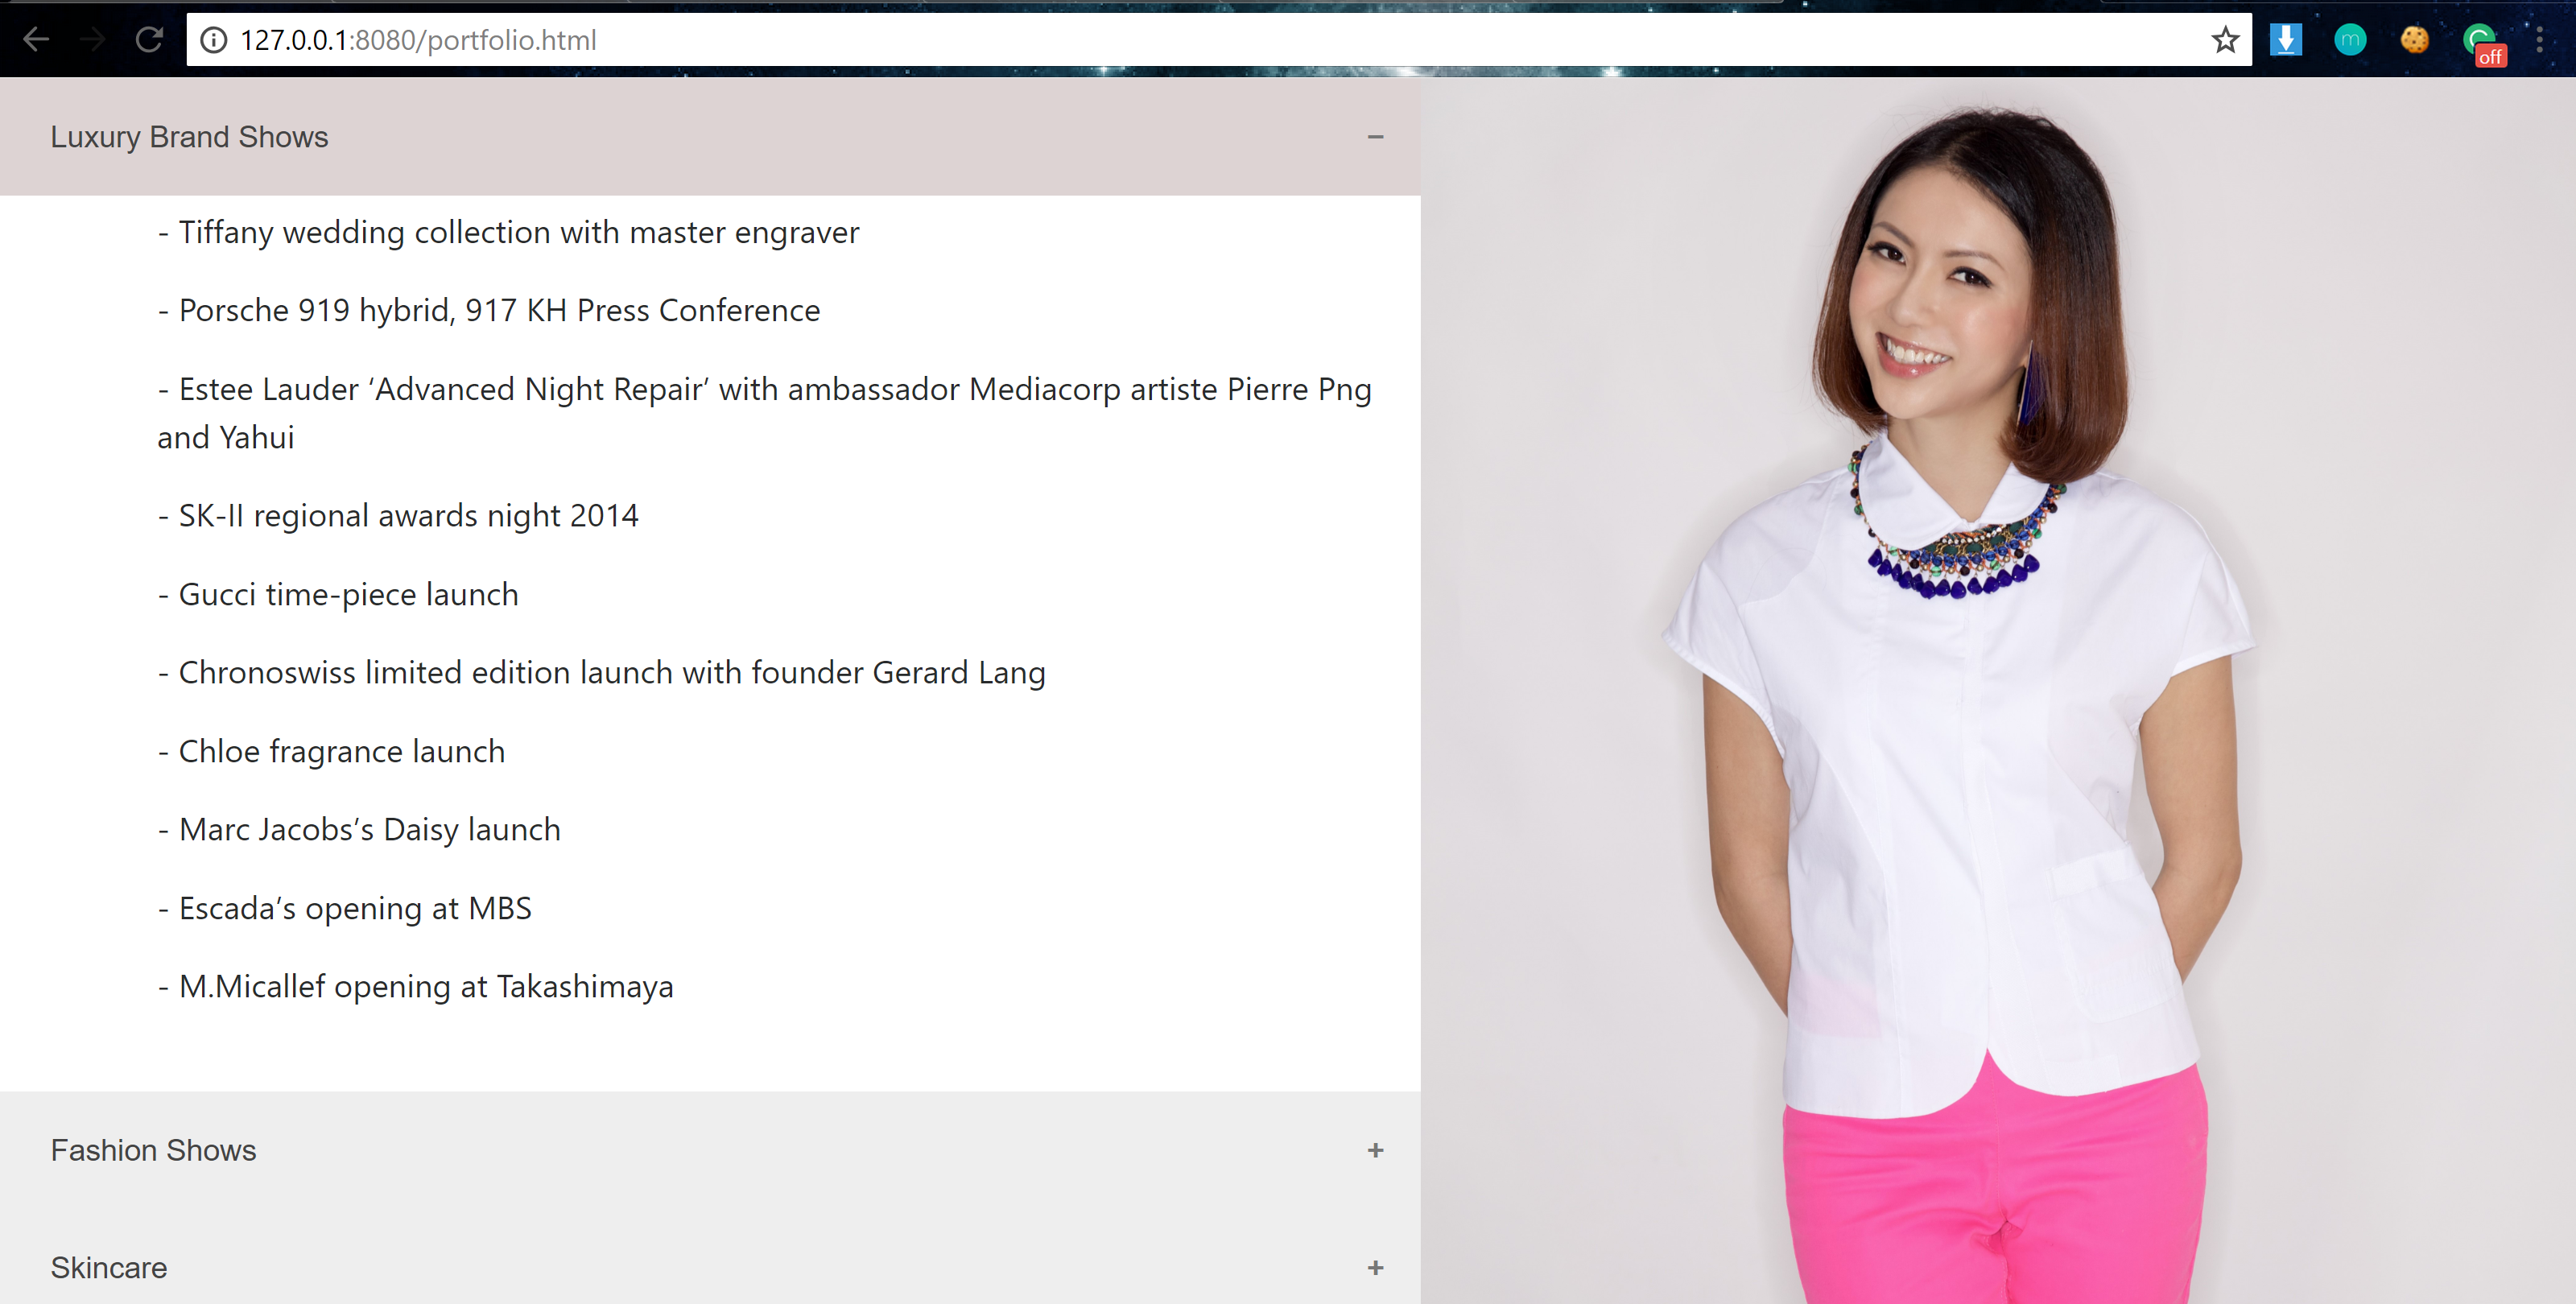 127.0.0.1:8080/portfolio.html
m
off
Luxury Brand Shows
- Tiffany wedding collection with master engraver
- Porsche 919 hybrid, 917 KH Press Conference
- Estee Lauder ‘Advanced Night Repair’ with ambassador Mediacorp artiste Pierre Png
and Yahui
- SK-II regional awards night 2014
- Gucci time-piece launch
- Chronoswiss limited edition launch with founder Gerard Lang
- Chloe fragrance launch
- Marc Jacobs’s Daisy launch
- Escada’s opening at MBS
- M.Micallef opening at Takashimaya
Fashion Shows
Skincare